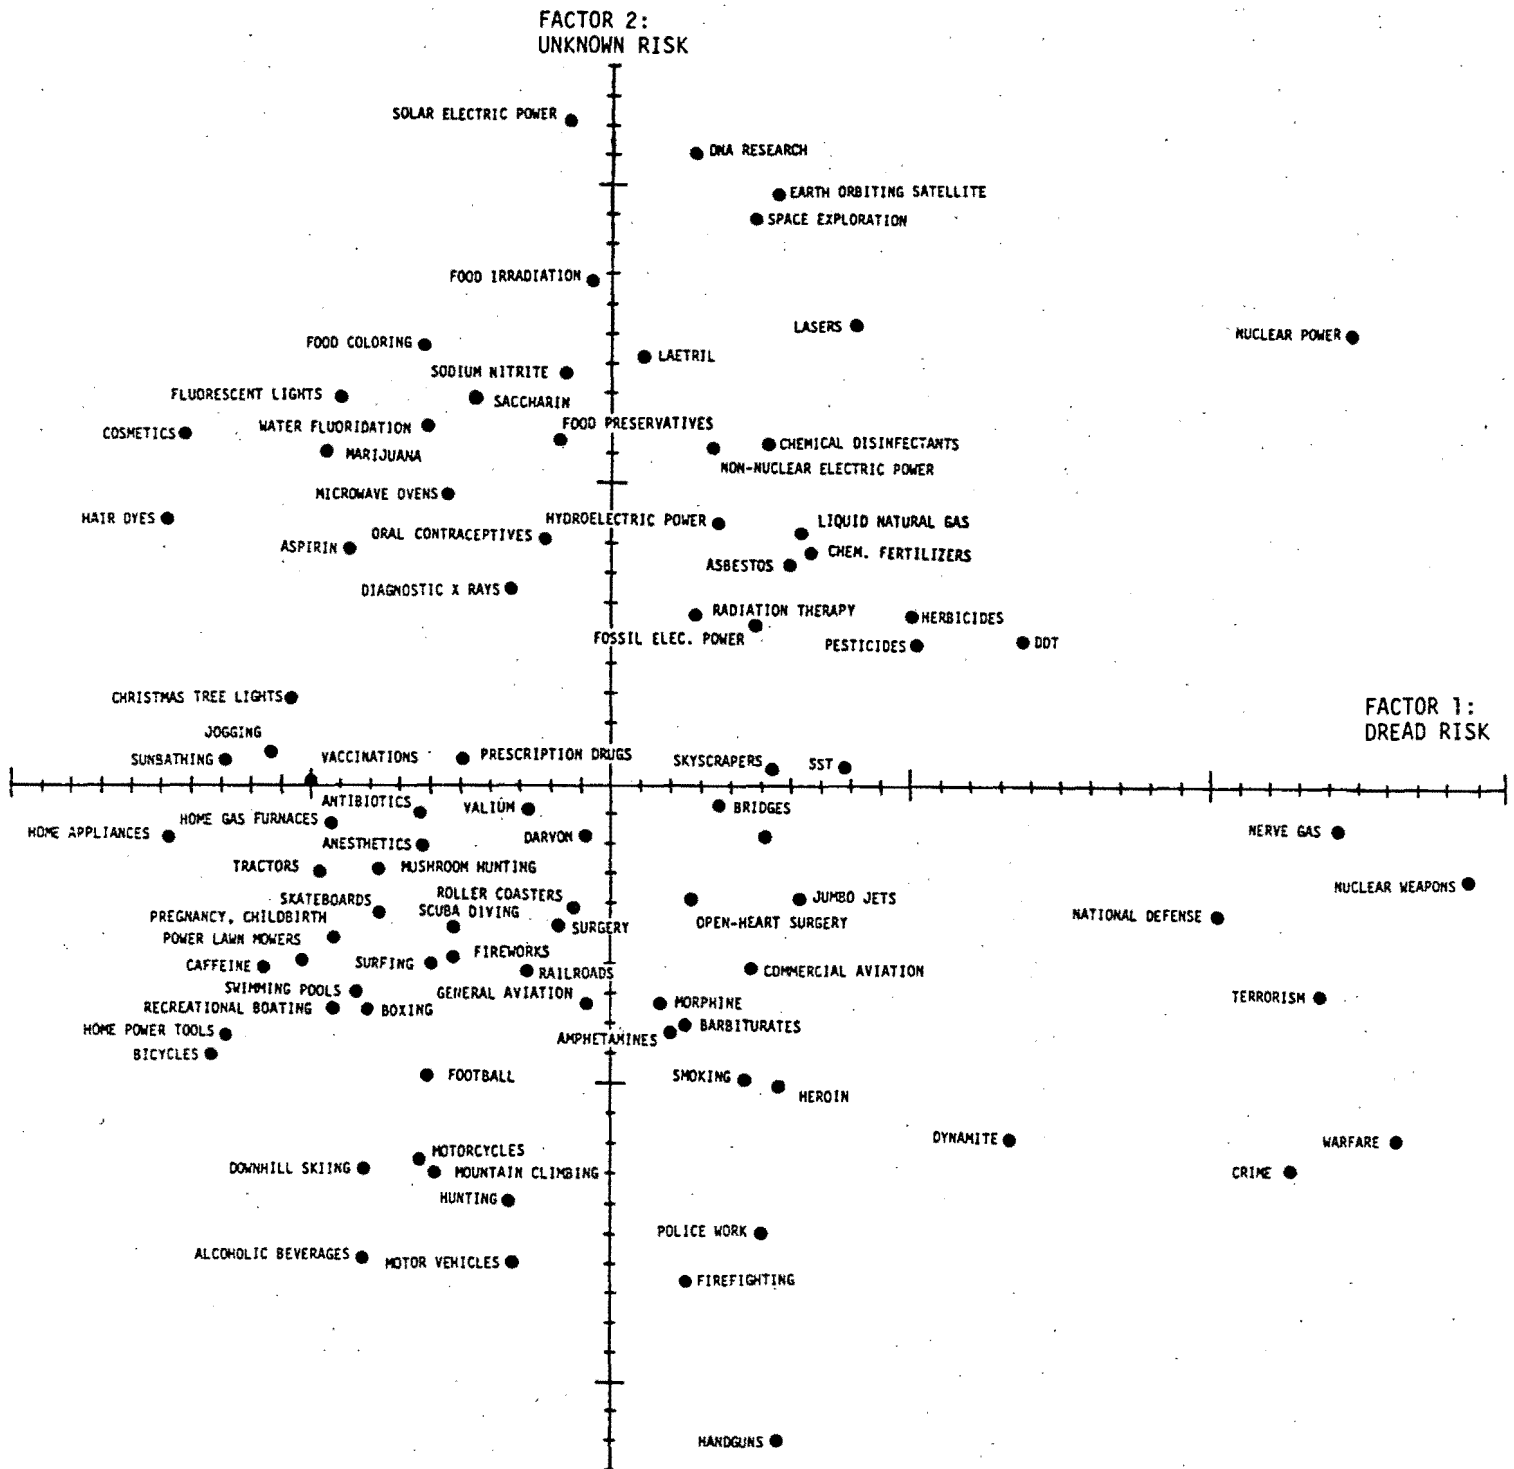 FACTOR 2:
UNKNOWN RISK
SOLAR ELECTRIC POWER
DNA RESEARCH
EARTH ORBITING SATELLITE
SPACE EXPLORATION
FOOD IRRADIATION
LASERS
NUCLEAR POWER
FOOD COLORING
LAETRIL
SODIUM NITRITE
FLUORESCENT LIGHTS
SACCHARIN
FOOD PRESERVATIVES
WATER FLUORIDATION
COSMETICS
CHEMICAL DISINFECTANTS
MARIJUANA
NON-NUCLEAR ELECTRIC POWER
MICROWAVE OVENS
HAIR DYES
HYDROELECTRIC POWER
LIQUID NATURAL GAS
ORAL CONTRACEPTIVES
ASPIRIN
CHEM. FERTILIZERS
ASBESTOS
DIAGNOSTIC X RAYS
RADIATION THERAPY
HERBICIDES
FOSSIL ELEC. POWER
PESTICIDES
DDT
CHRISTMAS TREE LIGHTS
FACTOR 1:
DREAD RISK
JOGGING
SUNBATHING
VACCINATIONS
PRESCRIPTION DRUGS
SKYSCRAPERS
SST
ANTIBIOTICS
VALIUM
BRIDGES
HOME GAS FURNACES
HOME APPLIANCES
DARVON
NERVE GAS
ANESTHETICS
TRACTORS
MUSHROOM HUNTING
NUCLEAR WEAPONS
SKATEBOARDS
ROLLER COASTERS
JUMBO JETS
SCUBA DIVING
PREGNANCY, CHILDBIRTH
NATIONAL DEFENSE
OPEN-HEART SURGERY
SURGERY
POWER LAWN MOWERS
FIREWORKS
CAFFEINE
SURFING
RAILROADS
COMMERCIAL AVIATION
SWIMMING POOLS
GENERAL AVIATION
TERRORISM
RECREATIONAL BOATING
BOXING
MORPHINE
HOME POWER TOOLS
BARBITURATES
AMPHETAMINES
BICYCLES
FOOTBALL
SMOKING
HEROIN
DYNAMITE
WARFARE
MOTORCYCLES
DOWNHILL SKIING
MOUNTAIN CLIMBING
CRIME
HUNTING
POLICE WORK
ALCOHOLIC BEVERAGES
MOTOR VEHICLES
FIREFIGHTING
HANDGUNS